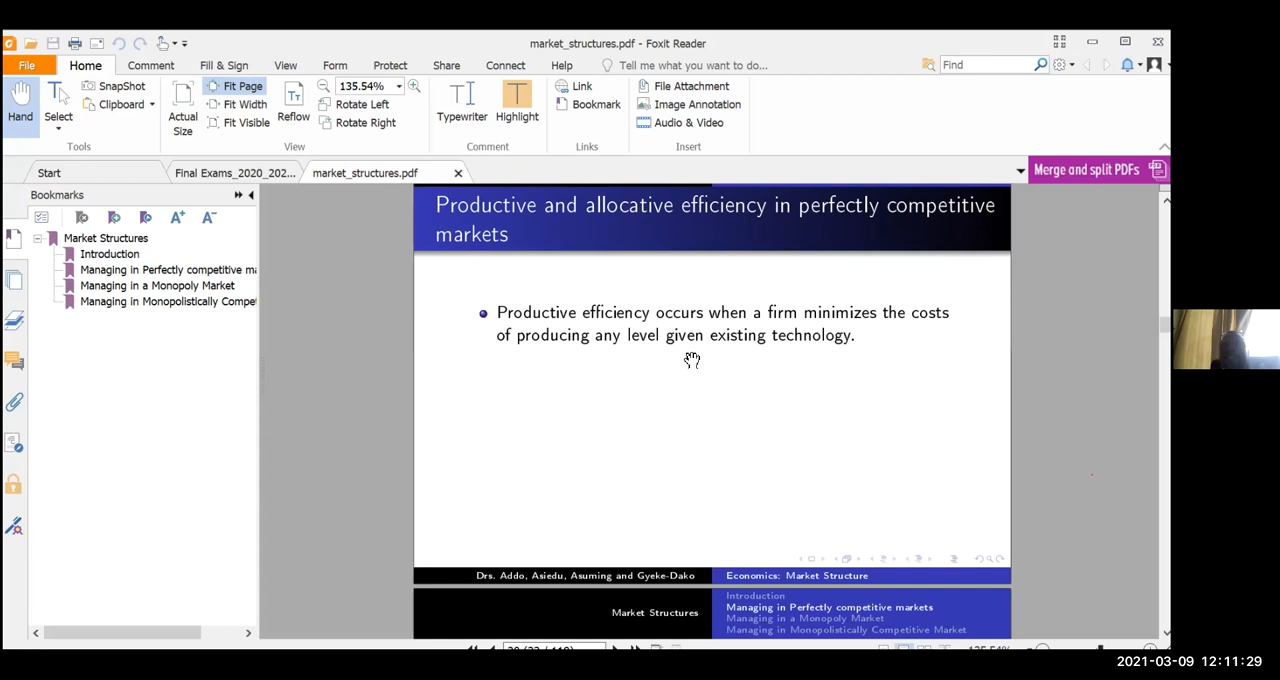 market_structures.pdf - Foxit Reader
File Home Comment Fill & Sign View Form Protect Share Connect Help Tell me what you want to do... Find
Hand Select SnapShot Clipboard Actual Size Fit Page Fit Width Fit Visible Reflow 135.54% Rotate Left Rotate Right Typewriter Highlight Link Bookmark File Attachment Image Annotation Audio & Video
Tools View Comment Links Insert
Start Final Exams_2020_202... market_structures.pdf Merge and split PDFs
Bookmarks
Market Structures
Introduction
Managing in Perfectly competitive ma
Managing in a Monopoly Market
Managing in Monopolistically Compet
Productive and allocative efficiency in perfectly competitive
markets
Productive efficiency occurs when a firm minimizes the costs
of producing any level given existing technology.
Drs. Addo, Asiedu, Asuming and Gyeke-Dako Economics: Market Structure
Market Structures
Introduction
Managing in Perfectly competitive markets
Managing in a Monopoly Market
Managing in Monopolistically Competitive Market
135.54%
2021-03-09 12:11:29